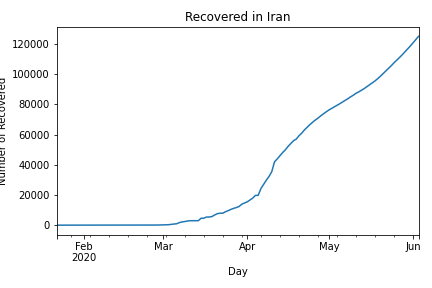 Recovered in Iran
120000
100000
80000
60000
40000
20000
0
Number of Recovered
Feb
2020
Mar
Apr
May
Jun
Day